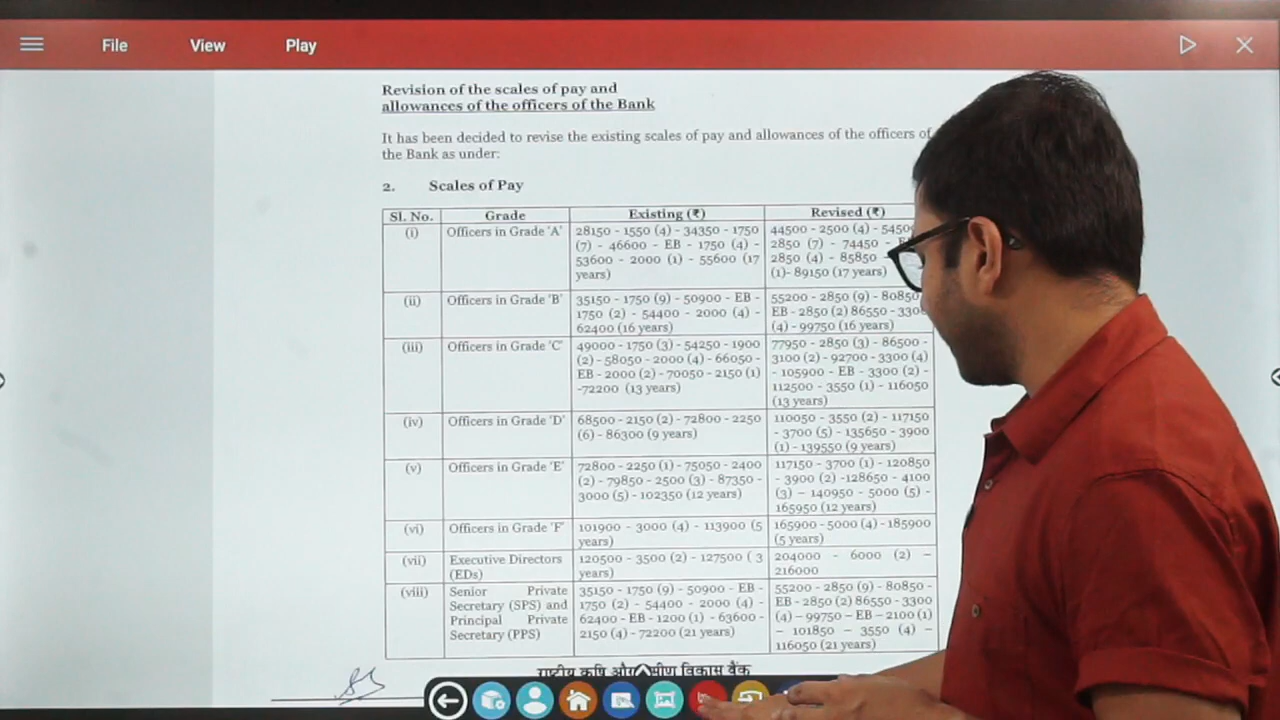 File View Play
Revision of the scales of pay and
allowances of the officers of the Bank
It has been decided to revise the existing scales of pay and allowances of the officers of
the Bank as under:
2. Scales of Pay
Sl. No. Grade Existing (₹) Revised (₹)
(i) Officers in Grade 'A' 28150 - 1550 (4) - 34350 - 1750 44500 - 2500 (4) -
(7) - 46600 - EB - 1750 (4) - 2850 (7) - 74450 -
53600 - 2000 (1) - 55600 (17 2850 (4) - 85850 -
years) (1)- 89150 (17 years)
(ii) Officers in Grade 'B' 35150 - 1750 (9) - 50900 - EB - 55200 - 2850 (9) - 80850
1750 (2) - 54400 - 2000 (4) - EB - 2850 (2) 86550 -
62400 (16 years) (4) - 99750 (16 years)
(iii) Officers in Grade 'C' 49000 - 1750 (3) - 54250 - 1900 77950 - 2850 (3) - 86500 -
(2) - 58050 - 2000 (4) - 66050 - 3100 (2) - 92700 - 3300 (4)
EB - 2000 (2) - 70050 - 2150 (1) - 105900 - EB - 3300 (2) -
-72200 (13 years) 112500 - 3550 (1) - 116050
(13 years)
(iv) Officers in Grade 'D' 68500 - 2150 (2) - 72800 - 2250 110050 - 3550 (2) - 117150
(6) - 86300 (9 years) - 3700 (5) - 135650 - 3900
(1) - 139550 (9 years)
(v) Officers in Grade 'E' 72800 - 2250 (1) - 75050 - 2400 117150 - 3700 (1) - 120850
(2) - 79850 - 2500 (3) - 87350 - - 3900 (2) -128650 - 4100
3000 (5) - 102350 (12 years) (3) – 140950 - 5000 (5) -
165950 (12 years)
(vi) Officers in Grade 'F' 101900 - 3000 (4) - 113900 (5 165900 - 5000 (4) - 185900
years) (5 years)
(vii) Executive Directors 120500 - 3500 (2) - 127500 ( 3 204000 - 6000 (2) –
(EDs) years) 216000
(viii) Senior Private 35150 - 1750 (9) - 50900 - EB - 55200 - 2850 (9) - 80850 -
Secretary (SPS) and 1750 (2) - 54400 - 2000 (4) - EB - 2850 (2) 86550 - 3300
Principal Private 62400 - EB - 1200 (1) - 63600 - (4) – 99750 – EB – 2100 (1)
Secretary (PPS) 2150 (4) - 72200 (21 years) – 101850 – 3550 (4) –
116050 (21 years)
राष्ट्रीय कृषि विकास बैंक